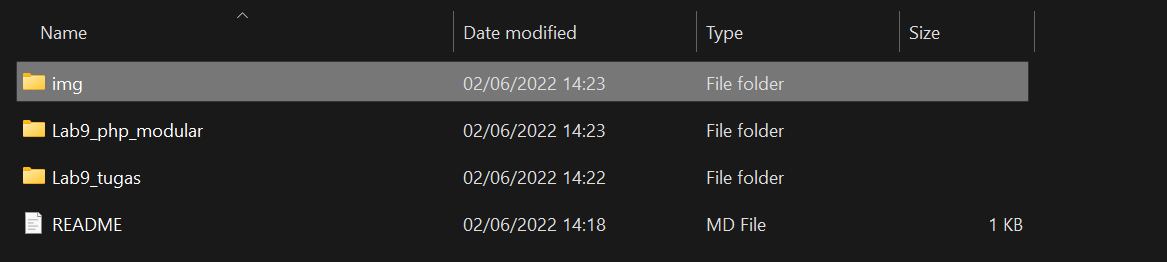 Name Date modified Type Size
img 02/06/2022 14:23 File folder
Lab9_php_modular 02/06/2022 14:23 File folder
Lab9_tugas 02/06/2022 14:22 File folder
README 02/06/2022 14:18 MD File 1 KB